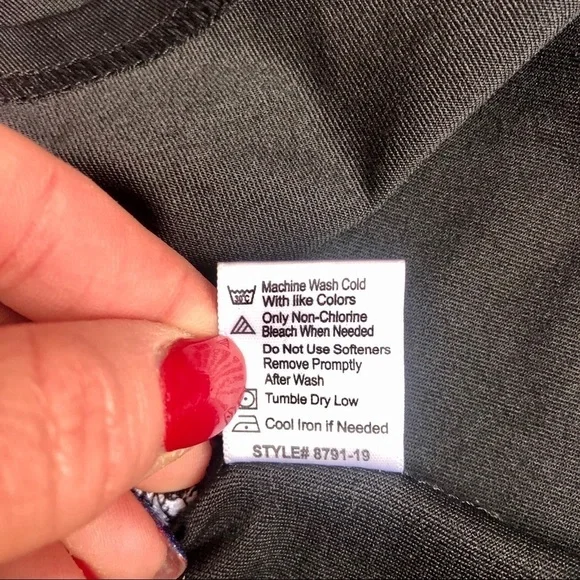 Machine Wash Cold
30°C With like Colors
Only Non-Chlorine
Bleach When Needed
Do Not Use Softeners
Remove Promptly
After Wash
Tumble Dry Low
Cool Iron if Needed
STYLE# 8791-19